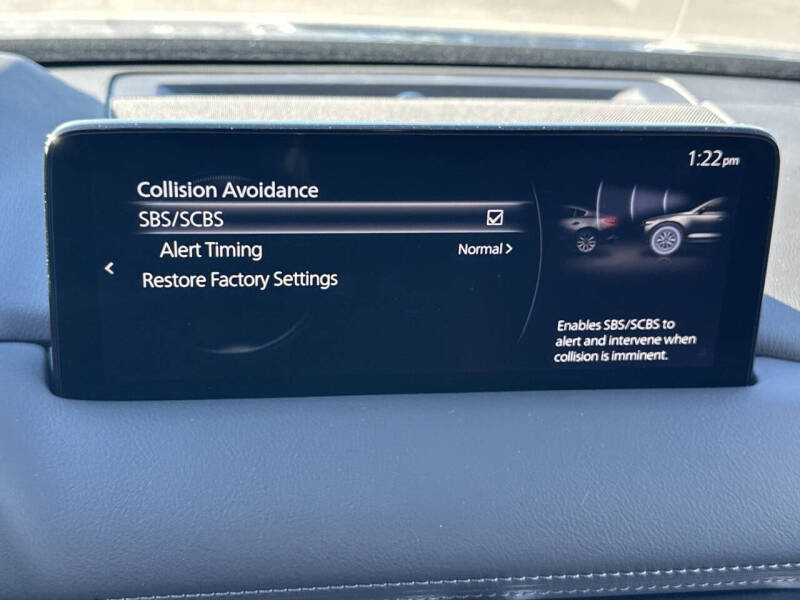 1:22pm
Collision Avoidance
SBS/SCBS
Alert Timing Normal >
Restore Factory Settings
<
Enables SBS/SCBS to
alert and intervene when
collision is imminent.